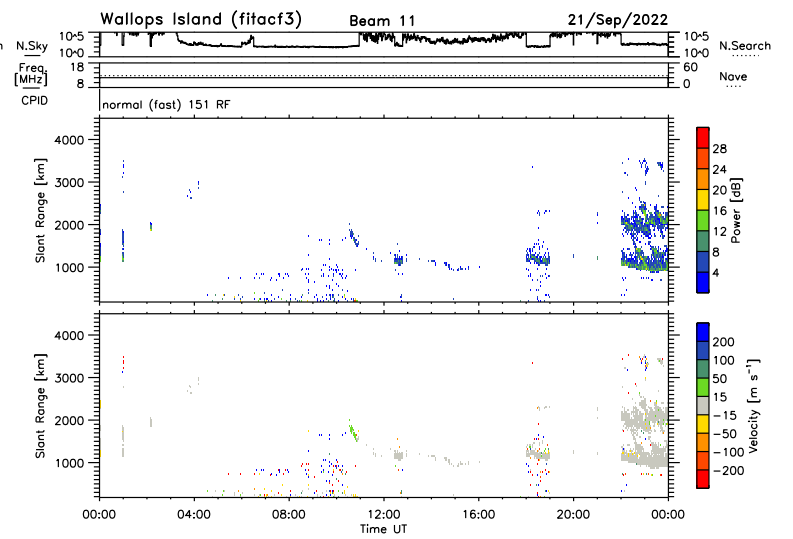 Wallops Island (fitacf3) Beam 11 21/Sep/2022
n N.Sky 10^5 10^0 10^5 10^0 N.Search
Freq. [MHz] 18 8 60 0 Nave
CPID normal (fast) 151 RF
Slant Range [km]
4000
3000
2000
1000
28
24
20
16
12
8
4
Power [dB]
Slant Range [km]
4000
3000
2000
1000
200
100
50
15
-15
-50
-100
-200
Velocity [m s^-1]
00:00 04:00 08:00 12:00 16:00 20:00 00:00
Time UT